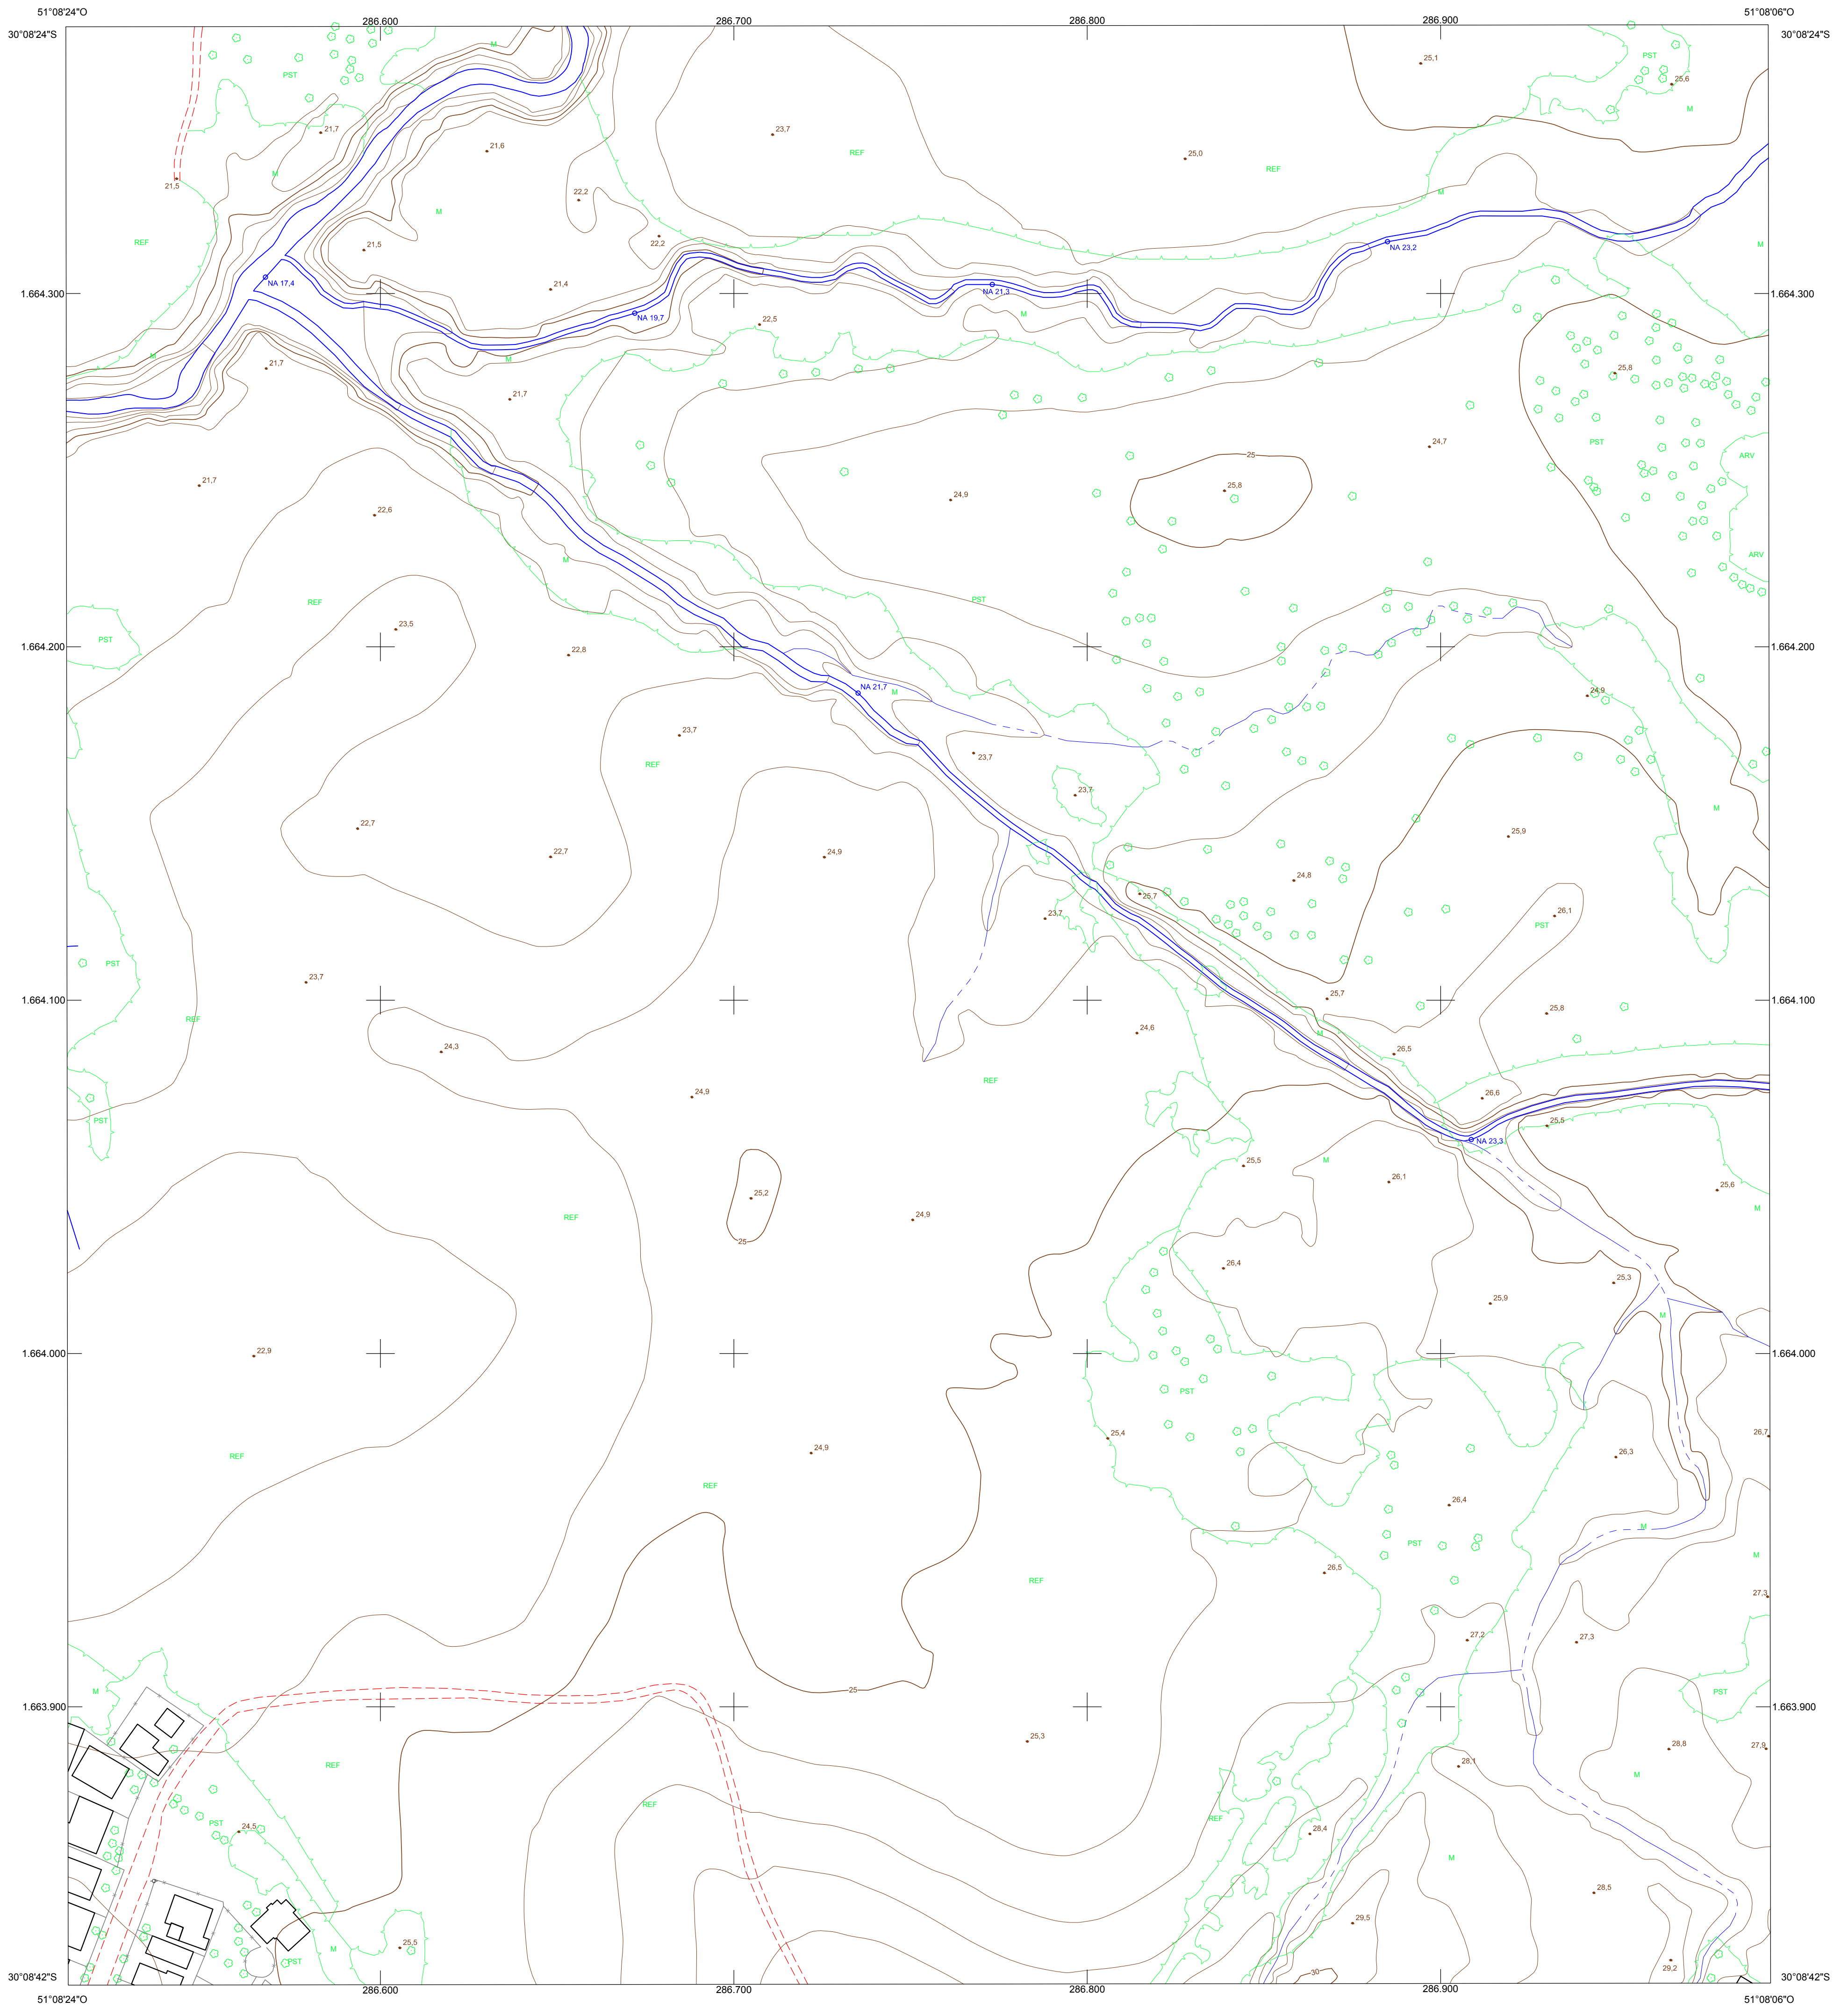 51°08'24"O
286.600
286.700
286.800
286.900
51°08'06"O
30°08'24"S
30°08'24"S
M
25,1
PST
PST
25,6
M
21,7
23,7
21,6
REF
25,0
REF
M
21,5
22,2
M
M
REF
21,5
22,2
NA 23,2
M
NA 17,4
21,4
NA 21,3
1.664.300
1.664.300
NA 19,7
22,5
M
M
M
21,7
25,8
21,7
24,7
PST
25
ARV
21,7
25,8
24,9
22,6
M
ARV
REF
PST
23,5
1.664.200
PST
1.664.200
22,8
NA 21,7
M
24,9
23,7
23,7
REF
23,7
M
22,7
25,9
22,7
24,9
24,8
25,7
23,7
26,1
PST
PST
23,7
25,7
1.664.100
1.664.100
25,8
REF
24,6
M
24,3
26,5
REF
24,9
26,6
PST
25,5
NA 23,3
25,5
M
26,1
25,6
25,2
M
24,9
REF
25
26,4
25,3
25,9
M
22,9
1.664.000
1.664.000
PST
25,4
26,7
24,9
26,3
REF
REF
26,4
M
PST
M
26,5
REF
27,3
27,2
27,3
M
25
PST
1.663.900
1.663.900
25,3
28,8
27,9
REF
28,1
M
REF
REF
PST
24,5
28,4
M
28,5
29,5
25,5
M
PST
29,2
30
30°08'42"S
30°08'42"S
286.600
286.700
286.800
286.900
51°08'24"O
51°08'06"O